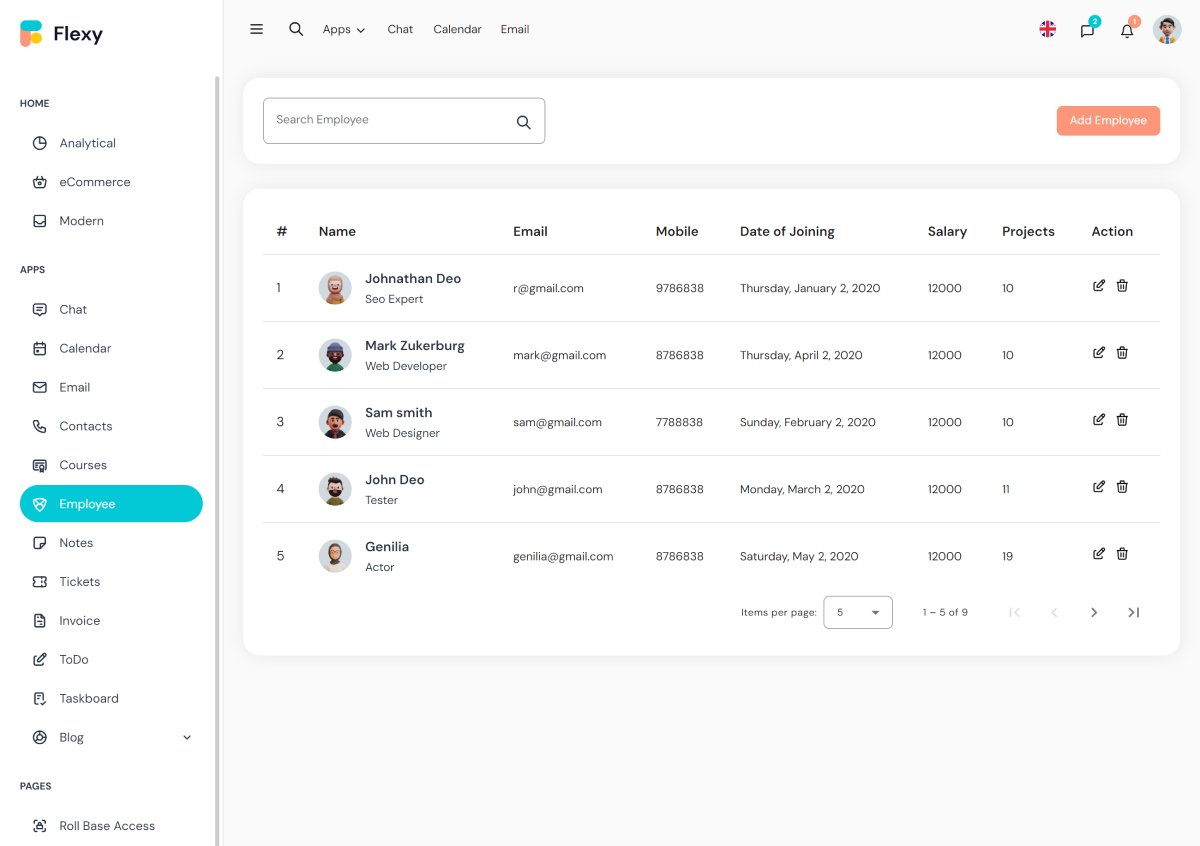 Flexy
Apps Chat Calendar Email
2
1
HOME
Analytical
eCommerce
Modern
APPS
Chat
Calendar
Email
Contacts
Courses
Employee
Notes
Tickets
Invoice
ToDo
Taskboard
Blog
PAGES
Roll Base Access
Search Employee
Add Employee
# Name Email Mobile Date of Joining Salary Projects Action
1 Johnathan Deo r@gmail.com 9786838 Thursday, January 2, 2020 12000 10
Seo Expert
2 Mark Zukerburg mark@gmail.com 8786838 Thursday, April 2, 2020 12000 10
Web Developer
3 Sam smith sam@gmail.com 7788838 Sunday, February 2, 2020 12000 10
Web Designer
4 John Deo john@gmail.com 8786838 Monday, March 2, 2020 12000 11
Tester
5 Genilia genilia@gmail.com 8786838 Saturday, May 2, 2020 12000 19
Actor
Items per page: 5 1 – 5 of 9